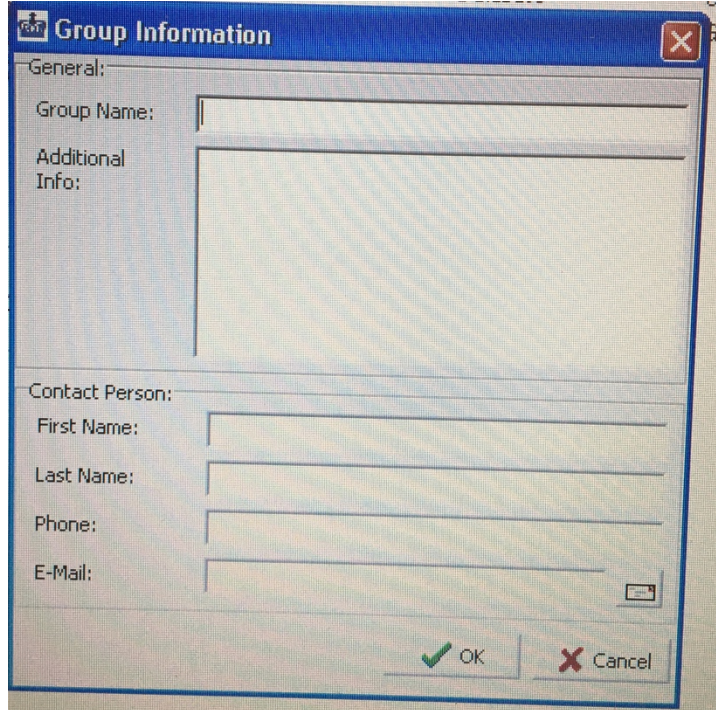 Group Information
General:
Group Name:
Additional
Info:
Contact Person:
First Name:
Last Name:
Phone:
E-Mail:
OK
Cancel